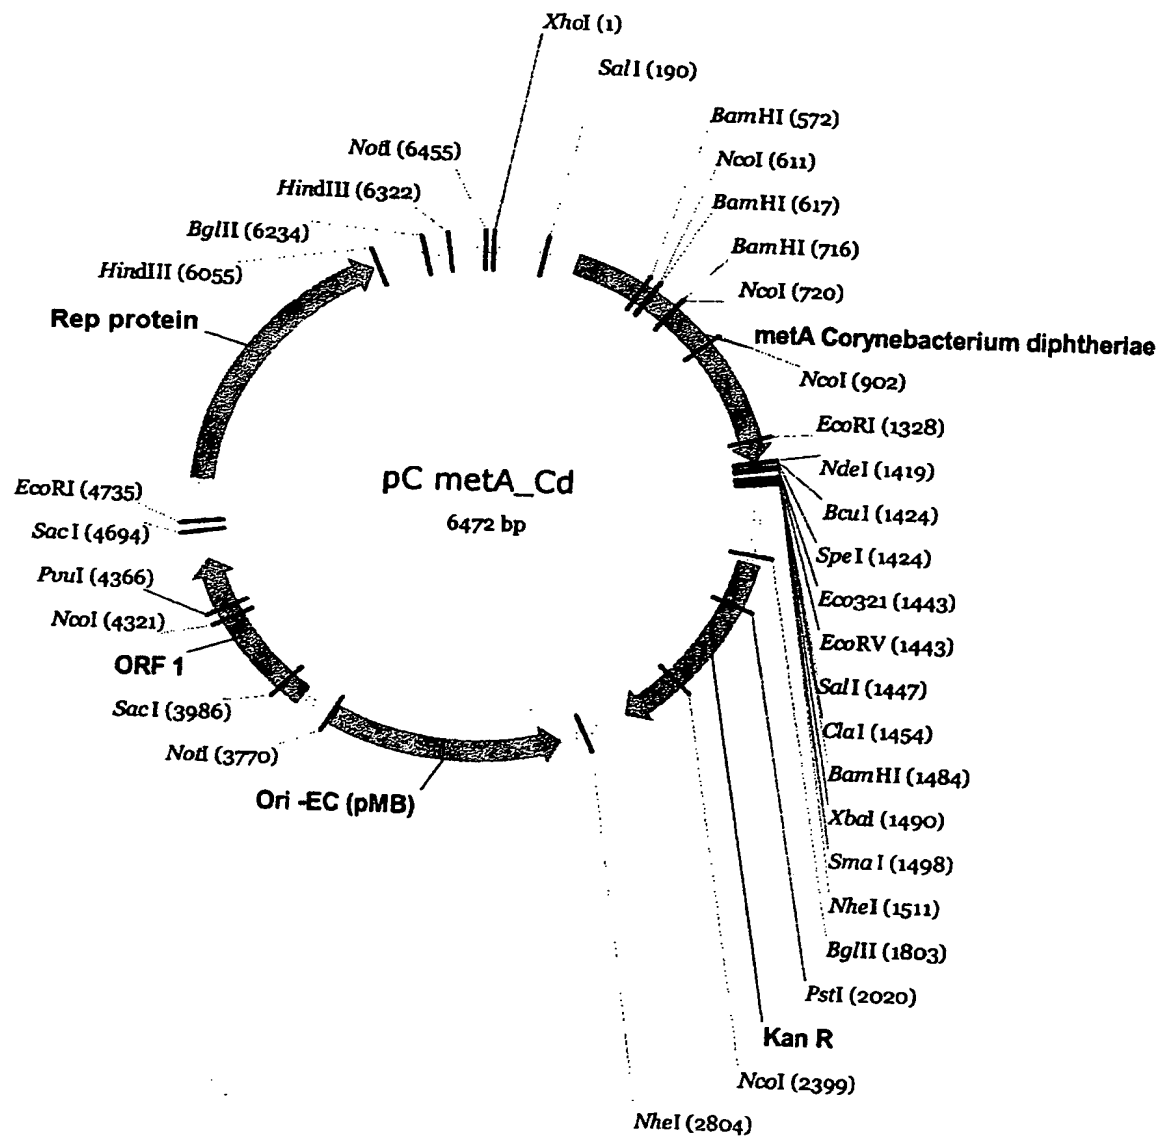 XhoI (1)
SalI (190)
BamHI (572)
NotI (6455)
NcoI (611)
HindIII (6322)
BamHI (617)
BglII (6234)
BamHI (716)
HindIII (6055)
NcoI (720)
Rep protein
metA Corynebacterium diphtheriae
NcoI (902)
EcoRI (1328)
NdeI (1419)
pC metA_Cd
EcoRI (4735)
BcuI (1424)
6472 bp
SacI (4694)
SpeI (1424)
PvuI (4366)
Eco32I (1443)
NcoI (4321)
EcoRV (1443)
ORF 1
SalI (1447)
SacI (3986)
ClaI (1454)
NotI (3770)
BamHI (1484)
Ori -EC (pMB)
XbaI (1490)
SmaI (1498)
NheI (1511)
BglII (1803)
PstI (2020)
Kan R
NcoI (2399)
NheI (2804)